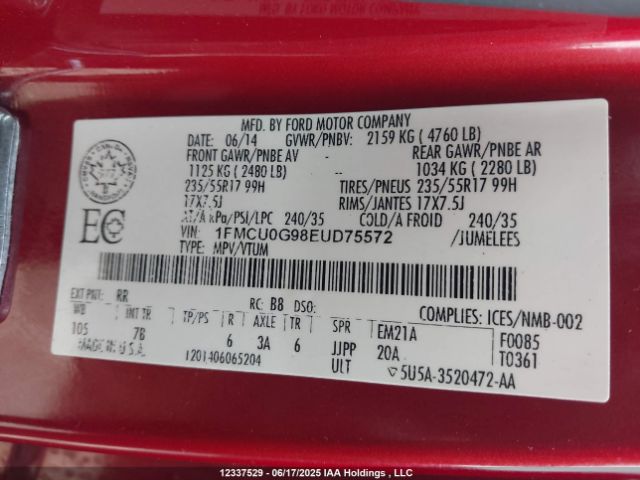 MFD. BY FORD MOTOR COMPANY
DATE: 06/14 GVWR/PNBV: 2159 KG ( 4760 LB)
FRONT GAWR/PNBE AV REAR GAWR/PNBE AR
1125 KG ( 2480 LB) 1034 KG ( 2280 LB)
235/55R17 99H TIRES/PNEUS 235/55R17 99H
17X7.5J RIMS/JANTES 17X7.5J
AT/A kPa/PSI/LPC 240/35 COLD/A FROID 240/35
VIN: 1FMCU0G98EUD75572 /JUMELEES
TYPE: MPV/VTUM
EC
EXT PNT: RR RC: B8 DSO: COMPLIES: ICES/NMB-002
WB INT TR TP/PS R AXLE TR SPR EM21A F0085
105 7B 6 3A 6 JJPP 20A T0361
MADE IN U.S.A. 1201406065204 ULT ▽5U5A-3520472-AA
12337529 - 06/17/2025 IAA Holdings , LLC